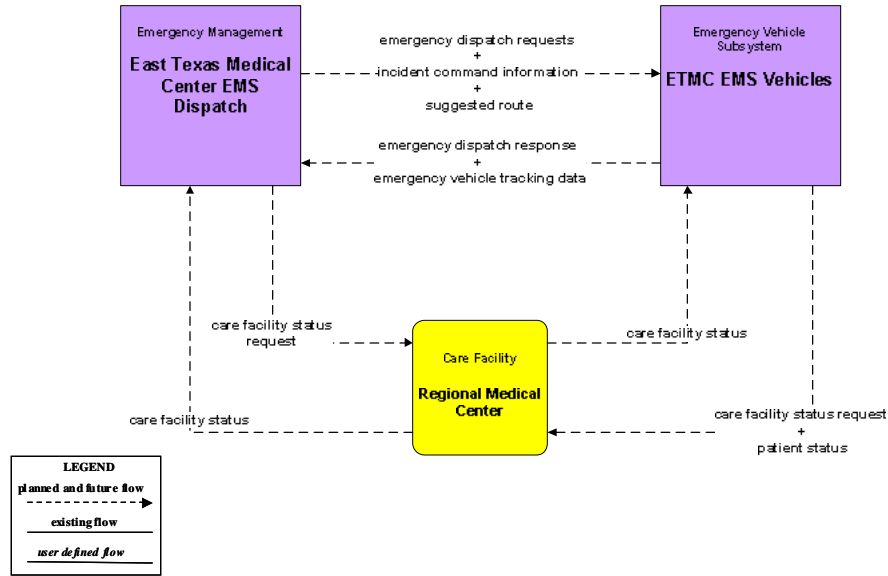 Emergency Management
East Texas Medical
Center EMS
Dispatch
emergency dispatch requests
+
incident command information
+
suggested route
Emergency Vehicle
Subsystem
ETMC EMS Vehicles
emergency dispatch response
+
emergency vehicle tracking data
care facility status
request
care facility status
Care Facility
Regional Medical
Center
care facility status
care facility status request
+
patient status
LEGEND
planned and future flow
existing flow
user defined flow